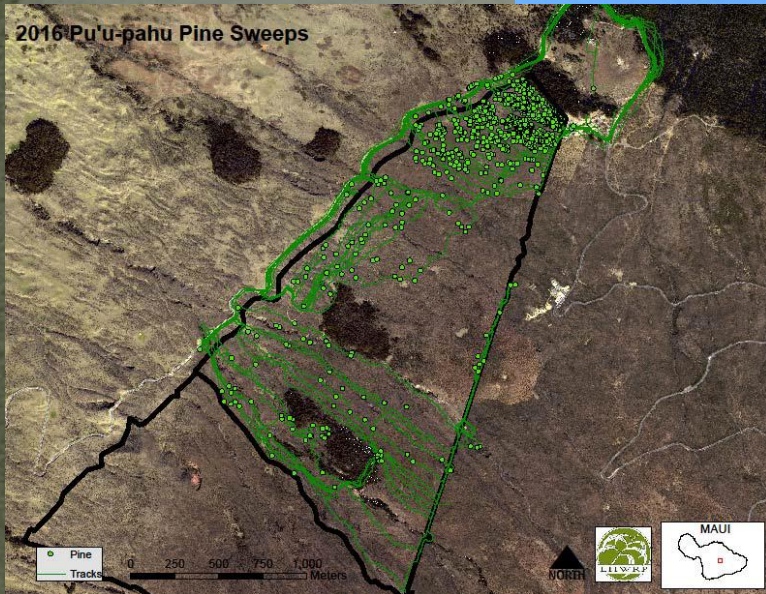 2016 Pu'u-pahu Pine Sweeps
Pine
Tracks
0 250 500 750 1,000
Meters
NORTH
LHWRP
MAUI